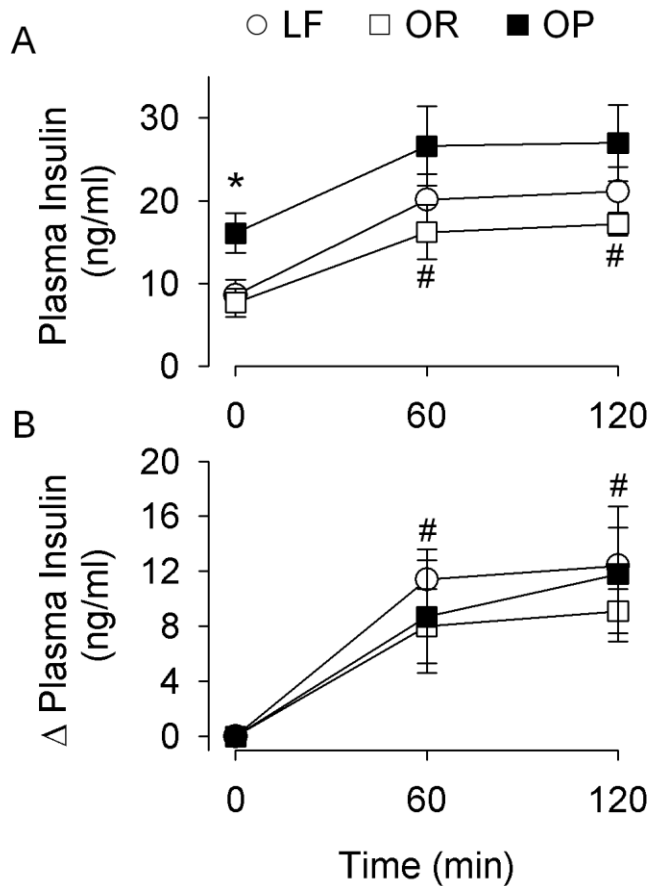 LF OR OP
A
Plasma Insulin
(ng/ml)
30
20
10
0
*
#
#
0 60 120
B
Δ Plasma Insulin
(ng/ml)
20
16
12
8
4
0
#
#
0 60 120
Time (min)